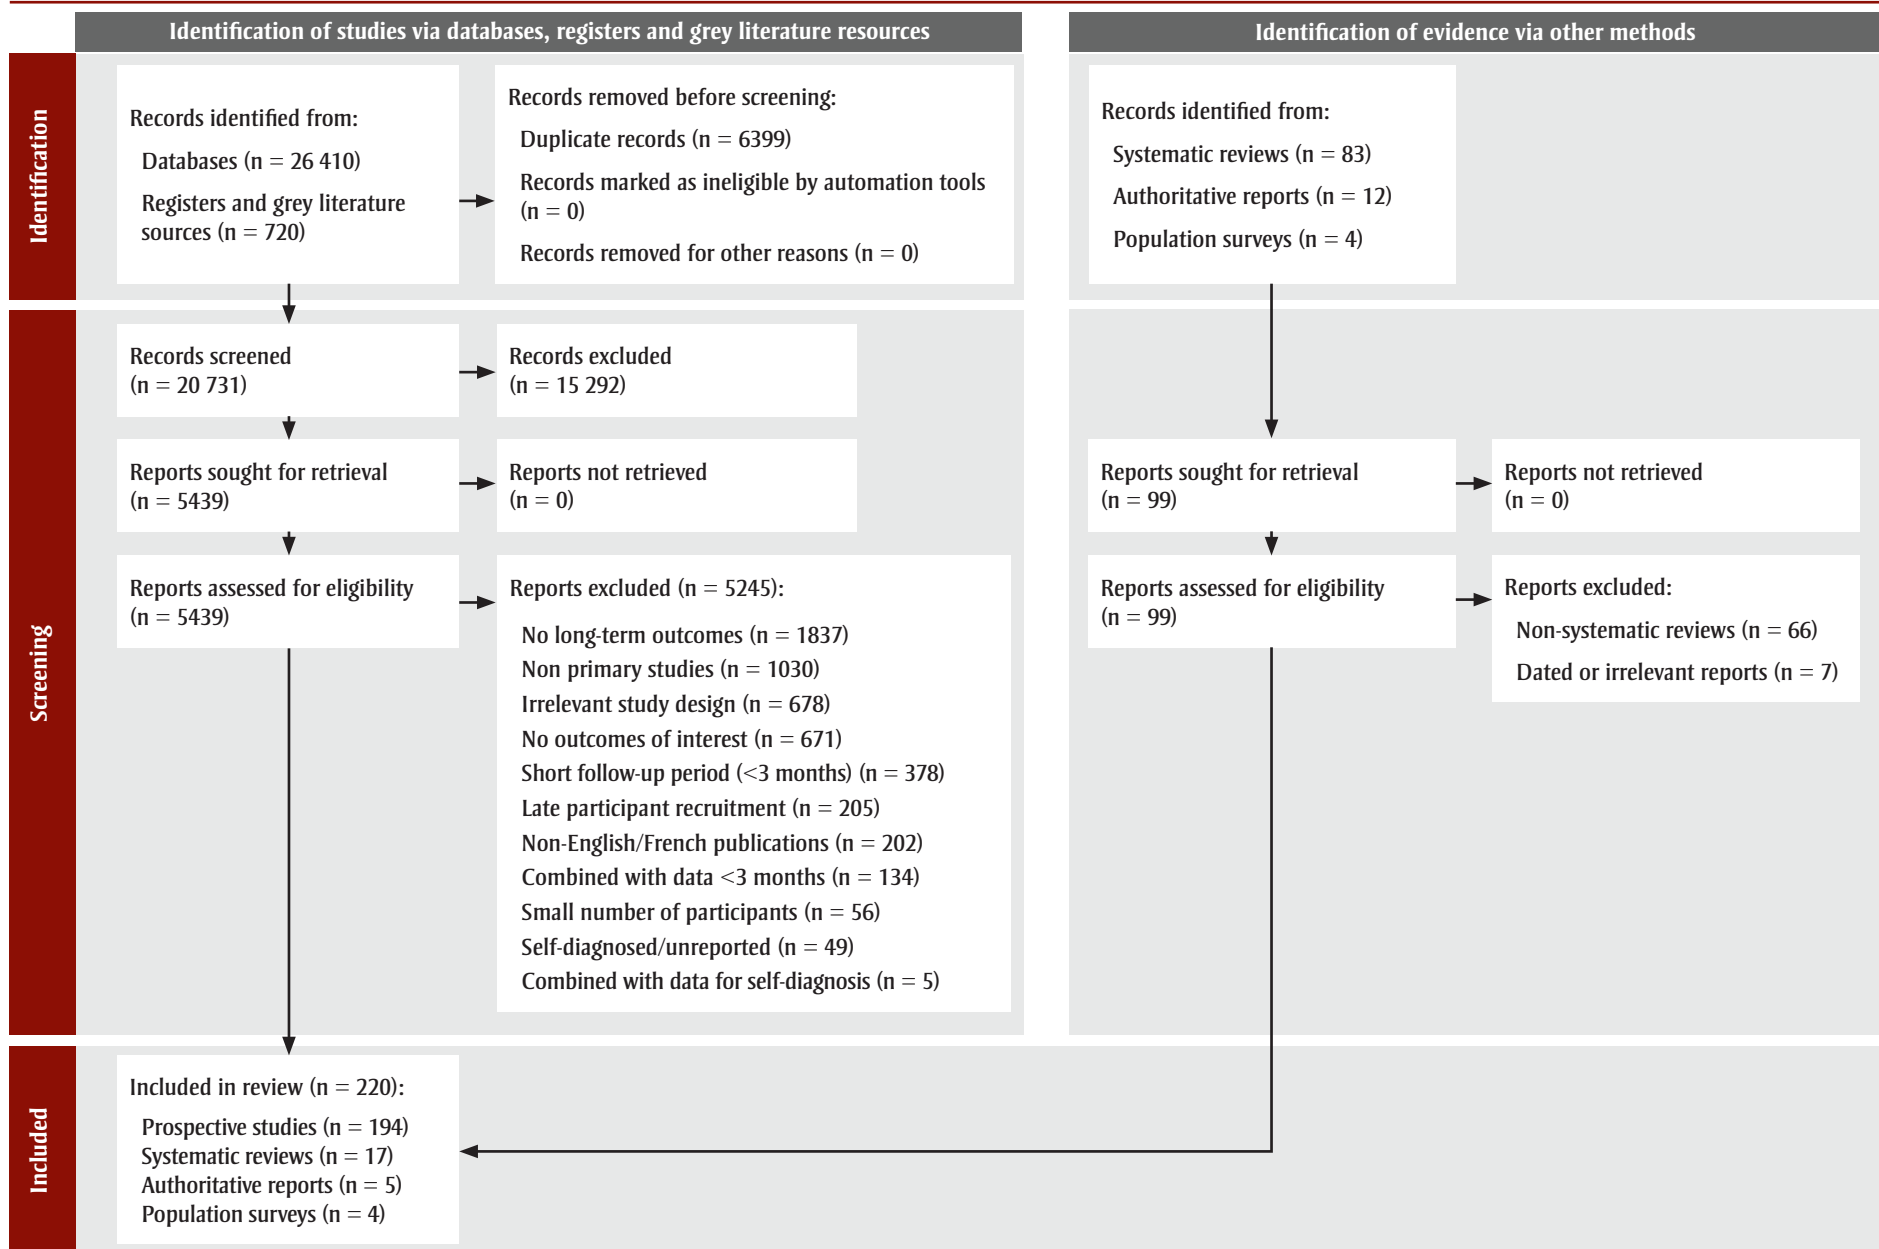 Identification of studies via databases, registers and grey literature resources
Identification of evidence via other methods
Identification
Records identified from:
Databases (n = 26 410)
Registers and grey literature
sources (n = 720)
Records removed before screening:
Duplicate records (n = 6399)
Records marked as ineligible by automation tools
(n = 0)
Records removed for other reasons (n = 0)
Records identified from:
Systematic reviews (n = 83)
Authoritative reports (n = 12)
Population surveys (n = 4)
Screening
Records screened
(n = 20 731)
Records excluded
(n = 15 292)
Reports sought for retrieval
(n = 5439)
Reports not retrieved
(n = 0)
Reports sought for retrieval
(n = 99)
Reports not retrieved
(n = 0)
Reports assessed for eligibility
(n = 5439)
Reports excluded (n = 5245):
No long-term outcomes (n = 1837)
Non primary studies (n = 1030)
Irrelevant study design (n = 678)
No outcomes of interest (n = 671)
Short follow-up period (<3 months) (n = 378)
Late participant recruitment (n = 205)
Non-English/French publications (n = 202)
Combined with data <3 months (n = 134)
Small number of participants (n = 56)
Self-diagnosed/unreported (n = 49)
Combined with data for self-diagnosis (n = 5)
Reports assessed for eligibility
(n = 99)
Reports excluded:
Non-systematic reviews (n = 66)
Dated or irrelevant reports (n = 7)
Included
Included in review (n = 220):
Prospective studies (n = 194)
Systematic reviews (n = 17)
Authoritative reports (n = 5)
Population surveys (n = 4)